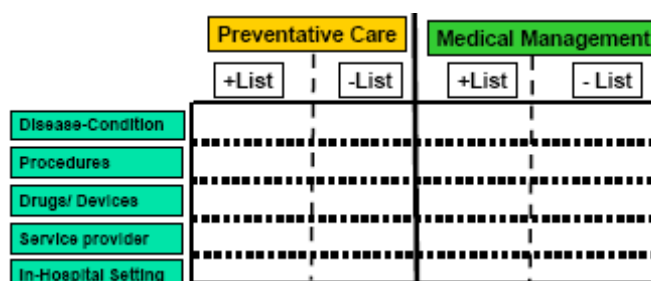 Preventative Care
Medical Management
+List
-List
+List
- List
Disease-Condition
Procedures
Drugs/ Devices
Service provider
In-Hospital Setting